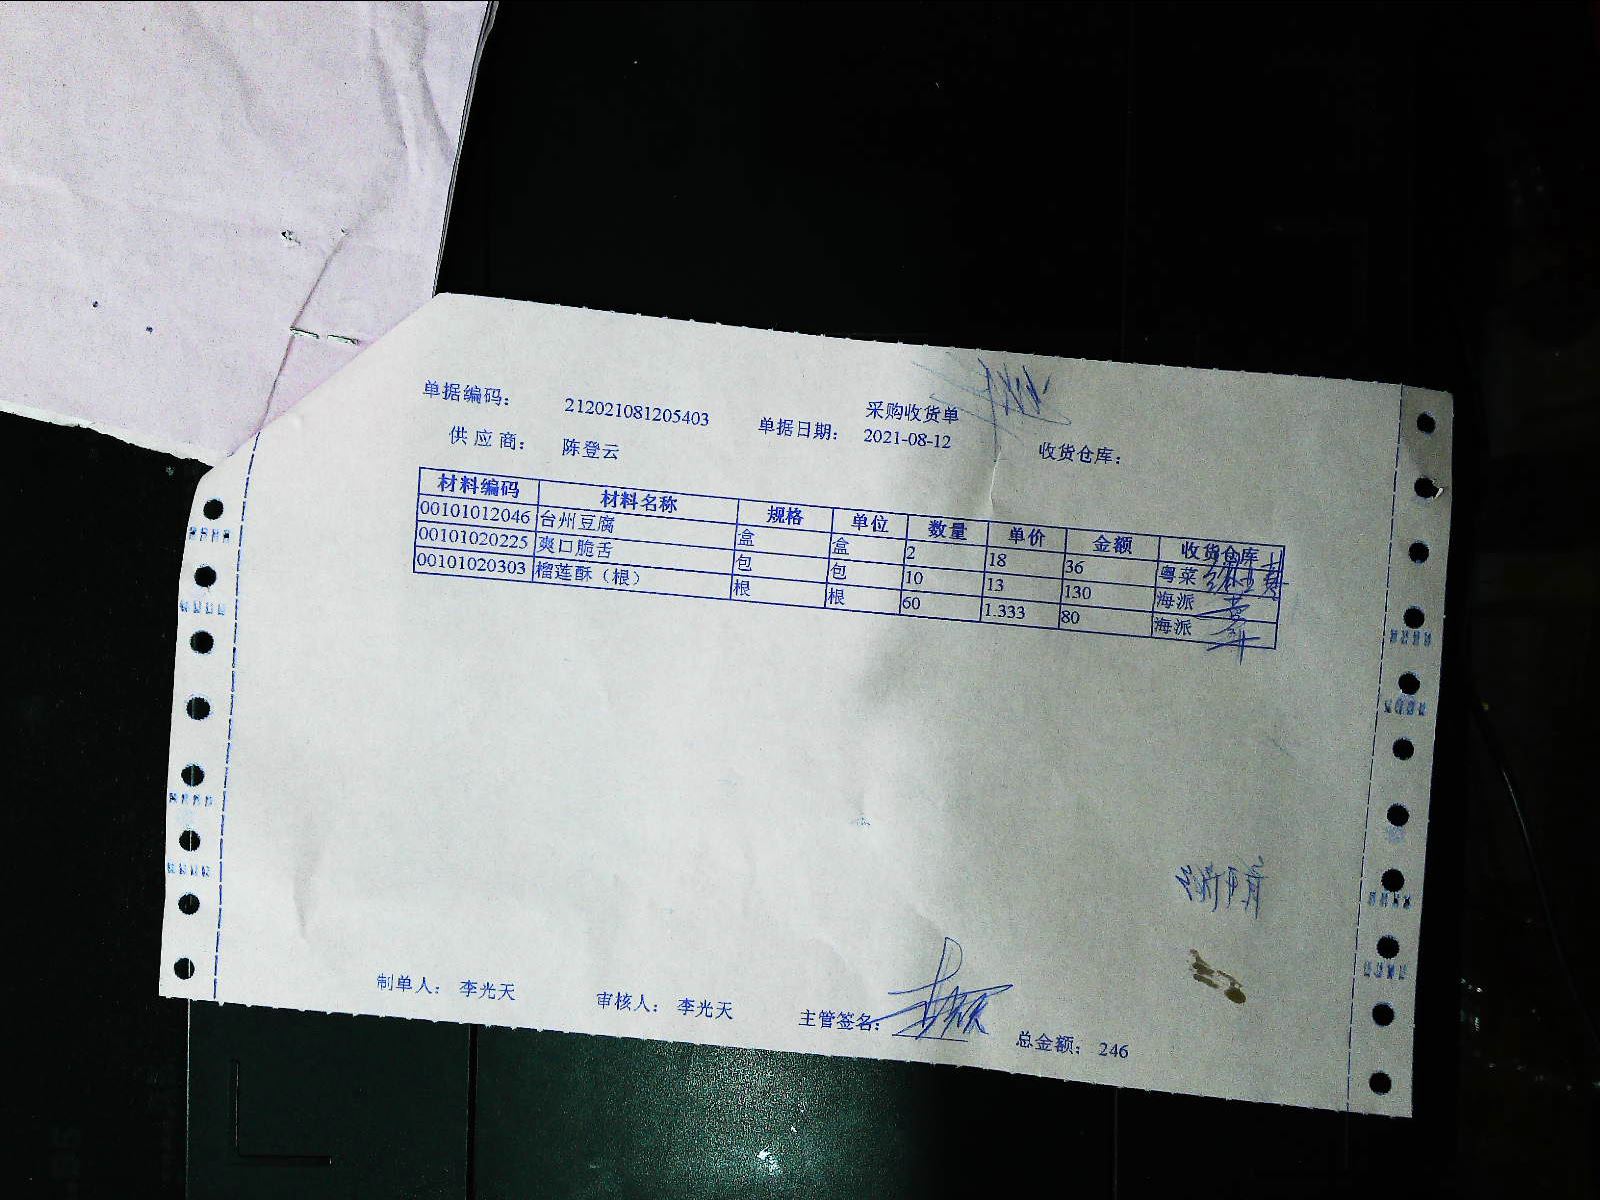 采购收货单
单据编码: 212021081205403 单据日期: 2021-08-12 收货仓库:
供应商: 陈登云
材料编码 材料名称 规格 单位 数量 单价 金额 收货仓库
00101012046 台州豆腐 盒 盒 2 18 36 粤菜
00101020225 爽口脆舌 包 包 10 13 130 海派
00101020303 榴莲酥（根） 根 根 60 1.333 80 海派
制单人: 李光天 审核人: 李光天 主管签名: 总金额: 246